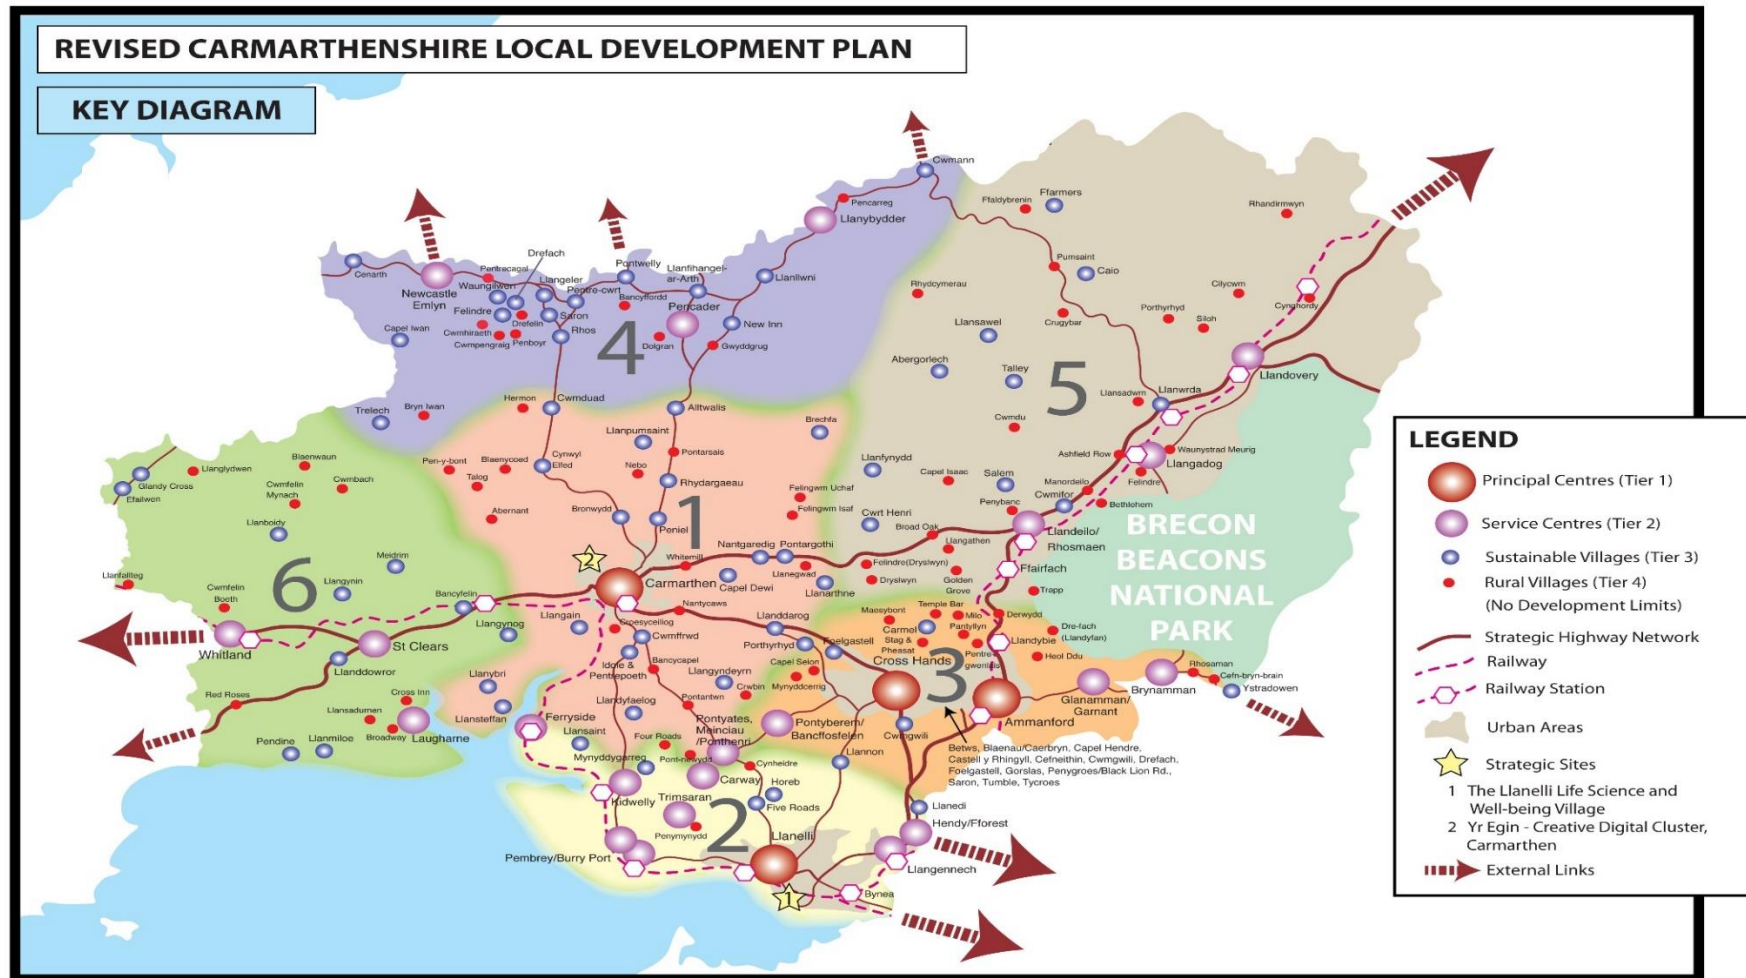 REVISED CARMARTHENSHIRE LOCAL DEVELOPMENT PLAN
KEY DIAGRAM
Cwmann
Pencarreg
Llanybydder
Ffaldybrenin
Ffarmers
Rhandirmwyn
Cenarth
Newcastle
Emlyn
Pentrecagal
Drefach
Waungilwen
Llangeler
Pentre-cwrt
Pontwelly
Llanfihangel-
ar-Arth
Llanllwni
Bancyffordd
Pencader
Felindre
Saron
Drefelin
Rhos
Cwmhiraeth
Cwmpengraig
Penboyr
Capel Iwan
New Inn
Dolgran
Gwyddgrug
4
Pumsaint
Caio
Rhydcymerau
Crugybar
Cilycwm
Porthyrhyd
Siloh
Cynghordy
Llansawel
Abergorlech
Talley
5
Llandovery
Llansadwrn
Llanwrda
Cwmdu
Trelech
Bryn Iwan
Hermon
Cwmduad
Alltwalis
Llanpumsaint
Brechfa
Pontarsais
Nebo
Pen-y-bont
Blaenycoed
Cynwyl
Elfed
Talog
Rhydargaeau
Abernant
Bronwydd
Peniel
1
Felingwm Uchaf
Felingwm Isaf
Llanfynydd
Capel Isaac
Salem
Ashfield Row
Waunystrad Meurig
Llangadog
Felindre
Manordeilo
Cwmifor
Bethlehem
Penybanc
Cwrt Henri
Broad Oak
Llandeilo/
Rhosmaen
Llangathen
Felindre(Dryslwyn)
Dryslwyn
Golden
Grove
Ffairfach
Trapp
BRECON
BEACONS
NATIONAL
PARK
Llanglydwen
Blaenwaun
Glandy Cross
Efailwen
Cwmfelin
Mynach
Cwmbach
Llanboidy
Meidrim
Llanfallteg
Llangynin
Cwmfelin
Boeth
6
Bancyfelin
Whitland
St Clears
Llangynog
Llanddowror
Llanybri
Llansteffan
Red Roses
Cross Inn
Llansadurnen
Broadway
Laugharne
Pendine
Llanmiloe
2
Carmarthen
Whitemill
Nantgaredig
Pontargothi
Llanegwad
Capel Dewi
Llanarthne
Nantycaws
Croesyceiliog
Llangain
Cwmffrwd
Idole &
Pentrepoeth
Bancycapel
Llanddarog
Porthyrhyd
Foelgastell
Llangyndeyrn
Capel Seion
Mynyddcerrig
Crwbin
Pontantwn
Llandyfaelog
Ferryside
Llansaint
Mynyddygarreg
Four Roads
Pont-newydd
Pontyates,
Meinciau
/Ponthenri
Pontyberem/
Bancffosfelen
Maesybont
Temple Bar
Milo
Carmel
Pantyllyn
Stag &
Pheasat
Pentre-
gwenlais
Derwydd
Llandybie
Dre-fach
(Llandyfan)
Heol Ddu
Cross Hands
3
Ammanford
Cwmgwili
Glanamman/
Garnant
Brynamman
Rhosaman
Cefn-bryn-brain
Ystradowen
Betws, Blaenau/Caerbryn, Capel Hendre,
Castell y Rhingyll, Cefneithin, Cwmgwili, Drefach,
Foelgastell, Gorslas, Penygroes/Black Lion Rd.,
Saron, Tumble, Tycroes
Llannon
Cynheidre
Carway
Horeb
Five Roads
Kidwelly
Trimsaran
Penymynydd
2
Llanelli
Pembrey/Burry Port
Llanedi
Hendy/Fforest
Llangennech
Bynea
1
LEGEND
Principal Centres (Tier 1)
Service Centres (Tier 2)
Sustainable Villages (Tier 3)
Rural Villages (Tier 4)
(No Development Limits)
Strategic Highway Network
Railway
Railway Station
Urban Areas
Strategic Sites
1 The Llanelli Life Science and
Well-being Village
2 Yr Egin - Creative Digital Cluster,
Carmarthen
External Links